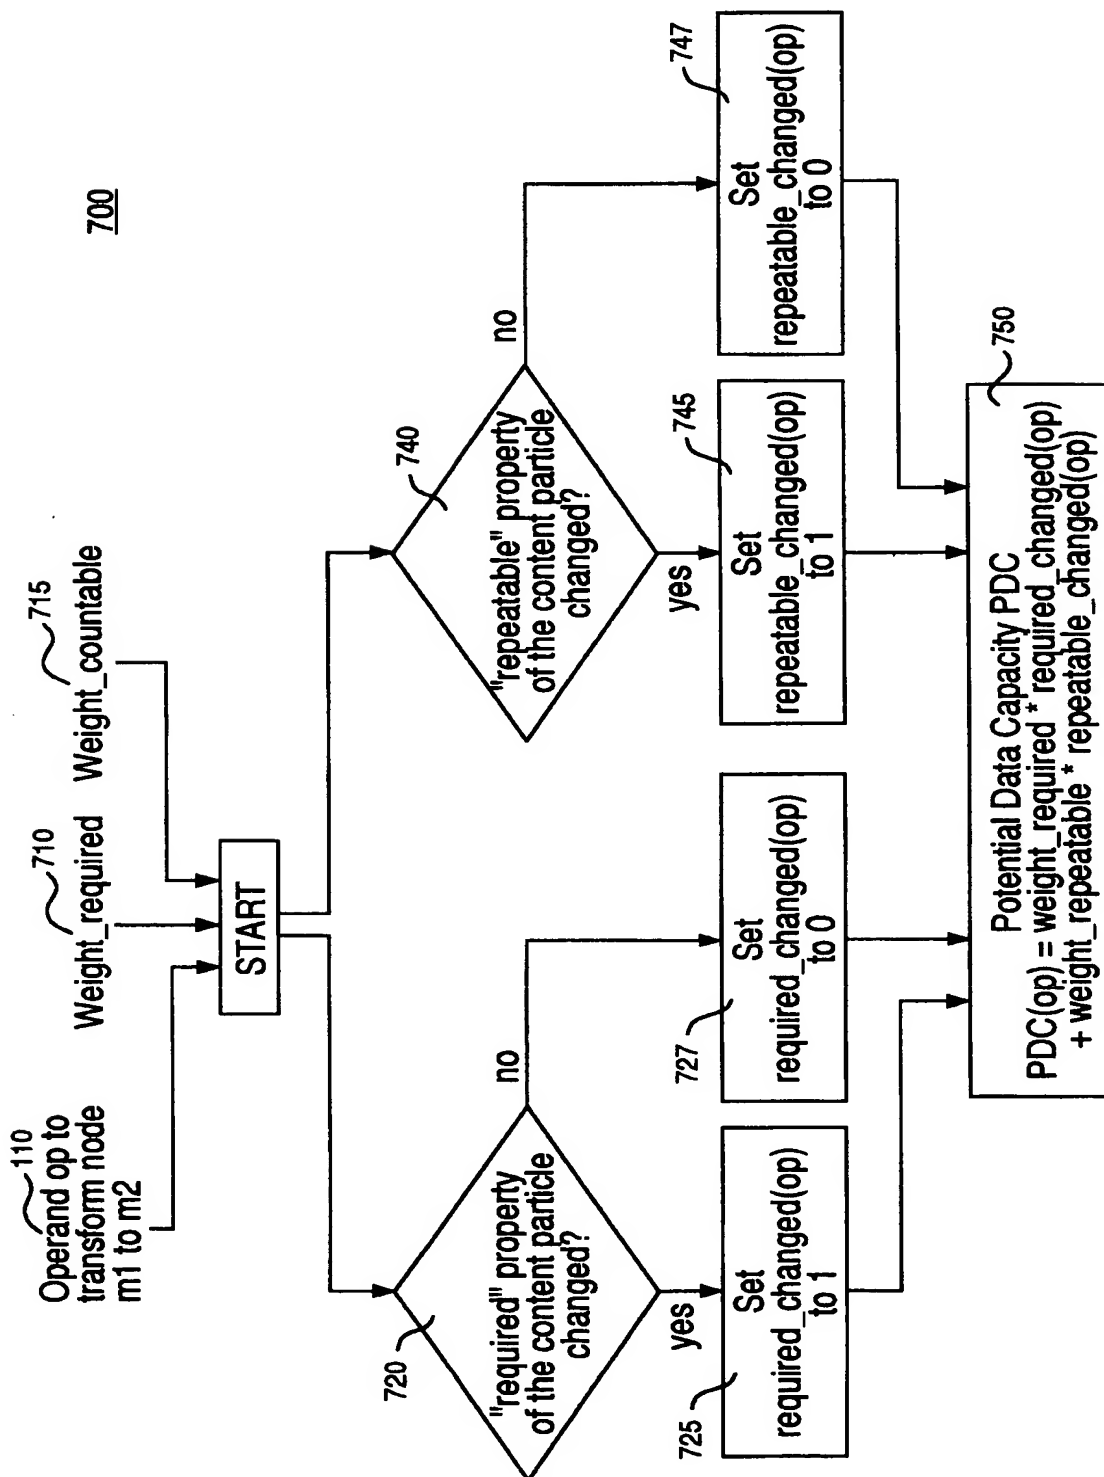 700
110
Operand op to
transform node
m1 to m2
710
Weight_required
715
Weight_countable
START
720
"required" property
of the content particle
changed?
no
yes
740
"repeatable" property
of the content particle
changed?
no
yes
725
Set
required_changed(op)
to 1
727
Set
required_changed(op)
to 0
745
Set
repeatable_changed(op)
to 1
747
Set
repeatable_changed(op)
to 0
750
Potential Data Capacity PDC
PDC(op) = weight_required * required_changed(op)
+ weight_repeatable * repeatable_changed(op)